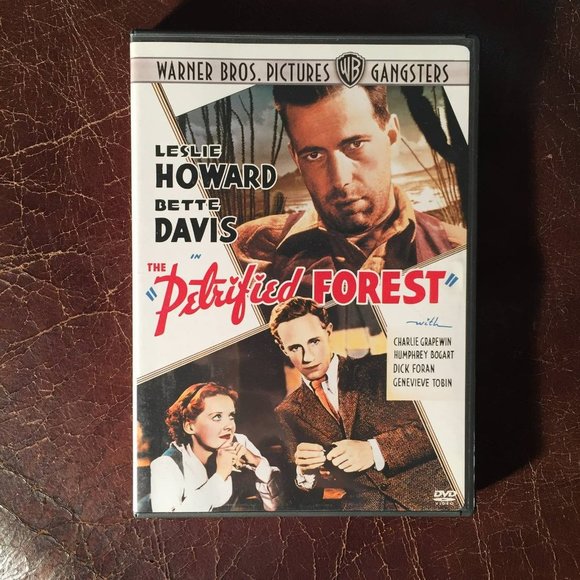 WARNER BROS. PICTURES WB GANGSTERS
LESLIE
HOWARD
BETTE
DAVIS
IN
THE
"Petrified FOREST"
with
CHARLIE GRAPEWIN
HUMPHREY BOGART
DICK FORAN
GENEVIEVE TOBIN
DVD
VIDEO